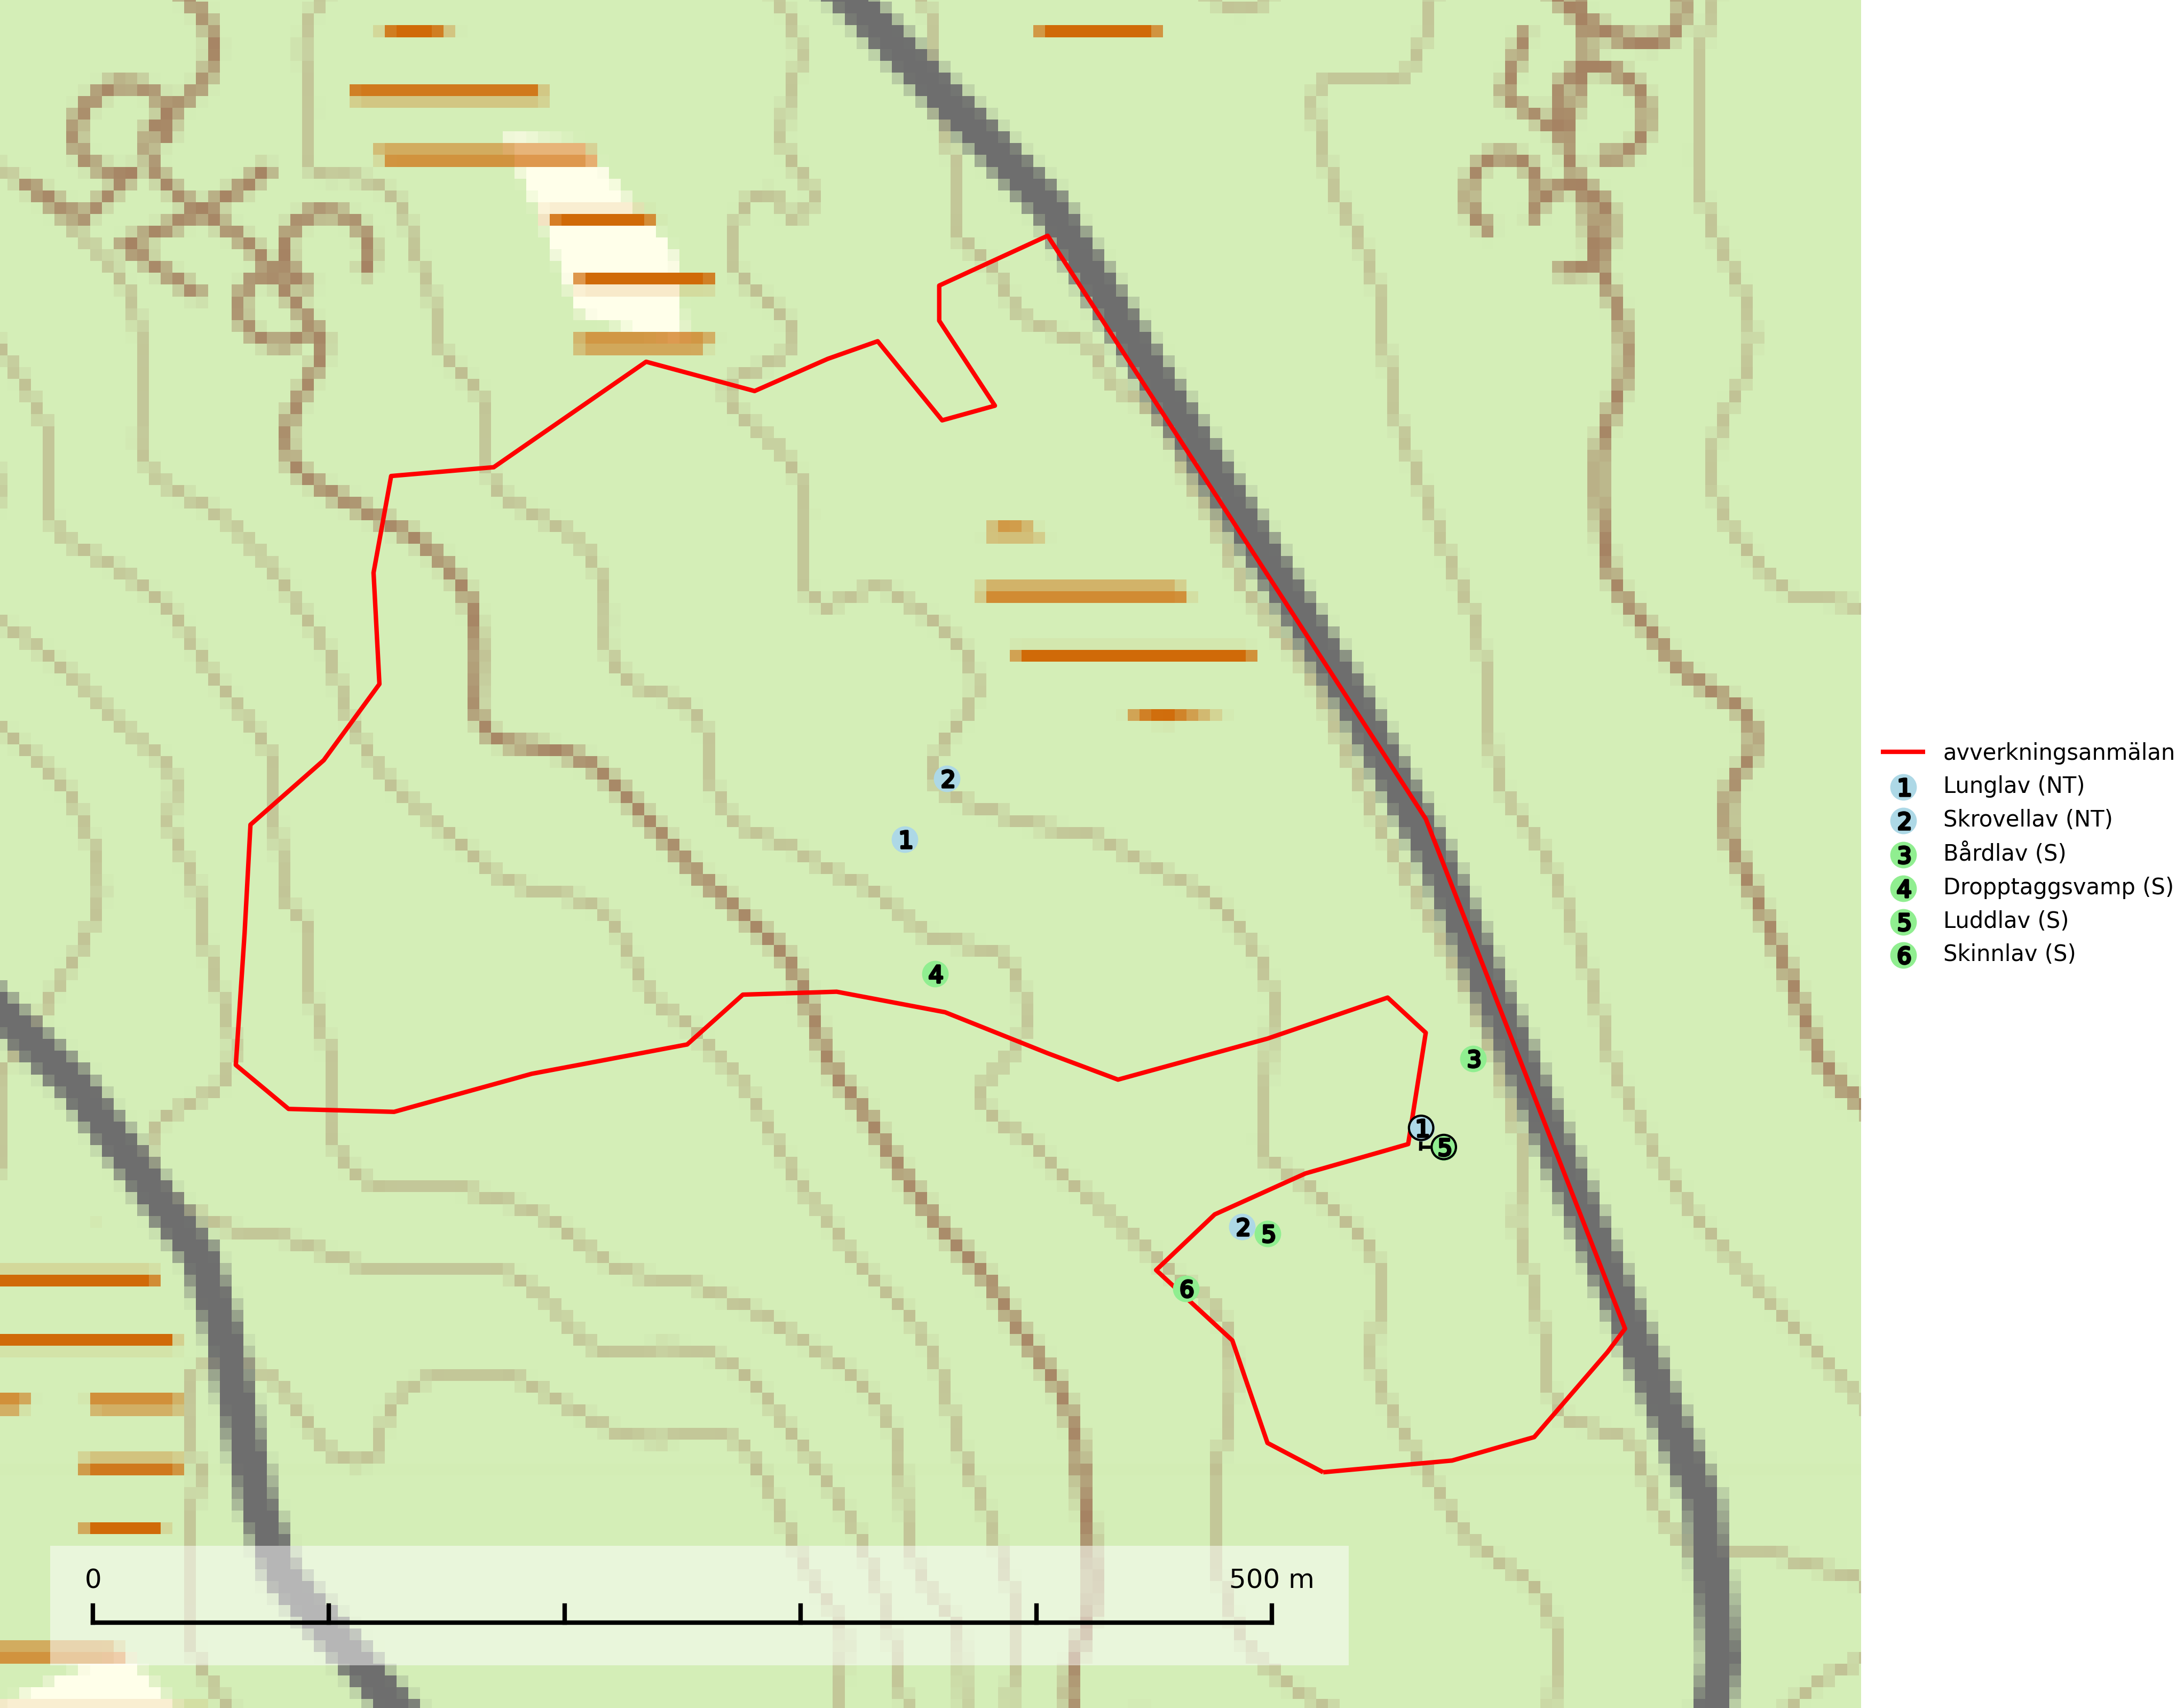 2
1
4
3
1
5
2
5
6
0
500 m
avverkningsanmälan
1 Lunglav (NT)
2 Skrovellav (NT)
3 Bårdlav (S)
4 Dropptaggsvamp (S)
5 Luddlav (S)
6 Skinnlav (S)